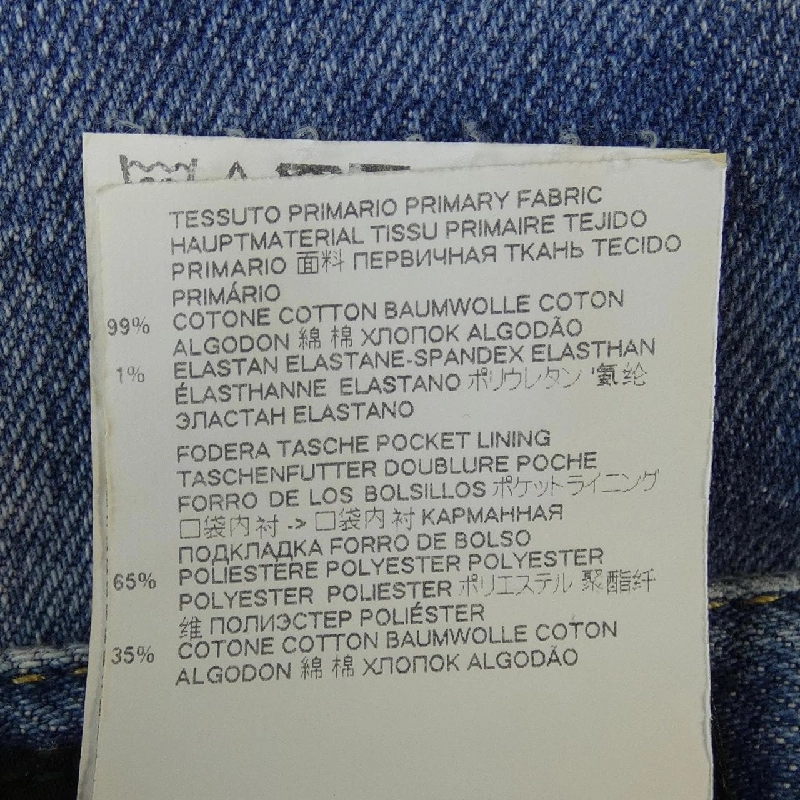 TESSUTO PRIMARIO PRIMARY FABRIC
HAUPTMATERIAL TISSU PRIMAIRE TEJIDO
PRIMARIO 面料 ПЕРВИЧНАЯ ТКАНЬ TECIDO
PRIMÁRIO
99% COTONE COTTON BAUMWOLLE COTON
ALGODON 綿 棉 ХЛОПОК ALGODÃO
1% ELASTAN ELASTANE-SPANDEX ELASTHAN
ÉLASTHANNE ELASTANO ポリウレタン '氨纶
ЭЛАСТАН ELASTANO
FODERA TASCHE POCKET LINING
TASCHENFUTTER DOUBLURE POCHE
FORRO DE LOS BOLSILLOS ポケットライニング
口袋内衬 -> 口袋内衬 КАРМАННАЯ
ПОДКЛАДКА FORRO DE BOLSO
65% POLIESTERE POLYESTER POLYESTER
POLYESTER POLIESTER ポリエステル 聚酯纤
维 ПОЛИЭСТЕР POLIÉSTER
35% COTONE COTTON BAUMWOLLE COTON
ALGODON 綿 棉 ХЛОПОК ALGODÃO